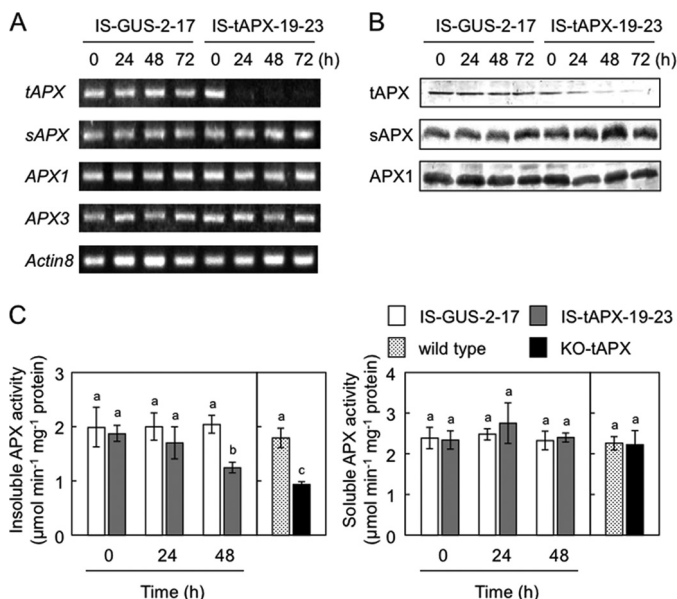 A
IS-GUS-2-17 IS-tAPX-19-23
0 24 48 72 0 24 48 72 (h)
tAPX
sAPX
APX1
APX3
Actin8
B
IS-GUS-2-17 IS-tAPX-19-23
0 24 48 72 0 24 48 72 (h)
tAPX
sAPX
APX1
C
IS-GUS-2-17 IS-tAPX-19-23
wild type KO-tAPX
Insoluble APX activity
(μmol min-1 mg-1 protein)
3
2
1
0
a a a a a b a c
0 24 48
Time (h)
Soluble APX activity
(μmol min-1 mg-1 protein)
4
3
2
1
0
a a a a a a a a
0 24 48
Time (h)